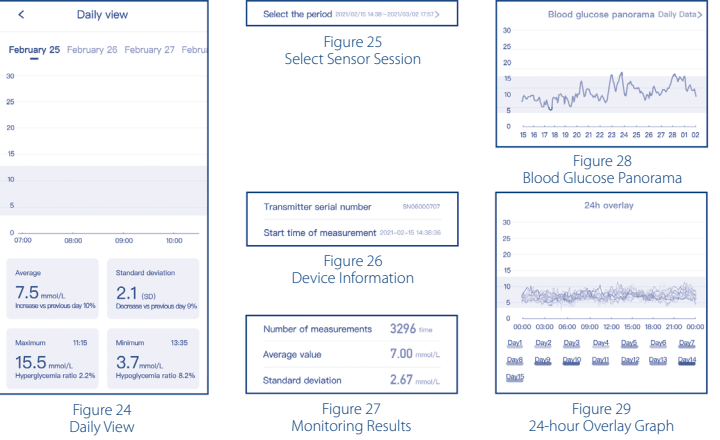 Daily view
February 25 February 26 February 27 Febru
30
25
20
15
10
5
0
07:00 08:00 09:00 10:00
Average
7.5 mmol/L
Increase vs previous day 10%
Standard deviation
2.1 (SD)
Decrease vs previous day 9%
Maximum 11:15
15.5 mmol/L
Hyperglycemia ratio 2.2%
Minimum 13:35
3.7 mmol/L
Hypoglycemia ratio 8.2%
Figure 24
Daily View
Select the period 2021/02/15 14:38-2021/03/02 17:57
Figure 25
Select Sensor Session
Transmitter serial number SN06000707
Start time of measurement 2021-02-15 14:38:36
Figure 26
Device Information
Number of measurements 3296 time
Average value 7.00 mmol/L
Standard deviation 2.67 mmol/L
Figure 27
Monitoring Results
Blood glucose panorama Daily Data
30
25
20
15
10
5
0
15 16 17 18 19 20 21 22 23 24 25 26 27 28 01 02
Figure 28
Blood Glucose Panorama
24h overlay
30
25
20
15
10
5
0
00:00 03:00 06:00 09:00 12:00 15:00 18:00 21:00 00:00
Day1 Day2 Day3 Day4 Day5 Day6 Day7
Day8 Day9 Day10 Day11 Day12 Day13 Day14
Day15
Figure 29
24-hour Overlay Graph